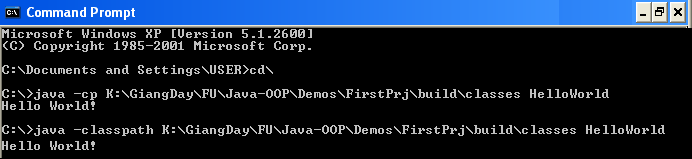 Command Prompt
Microsoft Windows XP [Version 5.1.2600]
(C) Copyright 1985-2001 Microsoft Corp.
C:\Documents and Settings\USER>cd\
C:\>java -cp K:\GiangDay\FU\Java-OOP\Demos\FirstPrj\build\classes HelloWorld
Hello World!
C:\>java -classpath K:\GiangDay\FU\Java-OOP\Demos\FirstPrj\build\classes HelloWorld
Hello World!